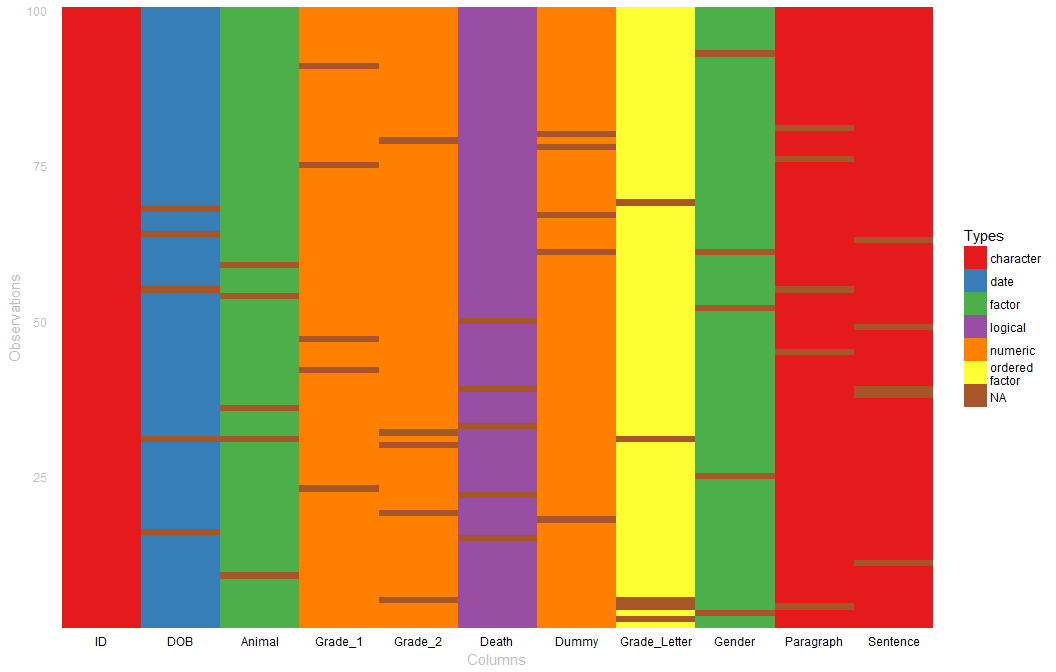 100
75
50
25
Observations
ID DOB Animal Grade_1 Grade_2 Death Dummy Grade_Letter Gender Paragraph Sentence
Columns
Types
character
date
factor
logical
numeric
ordered
factor
NA